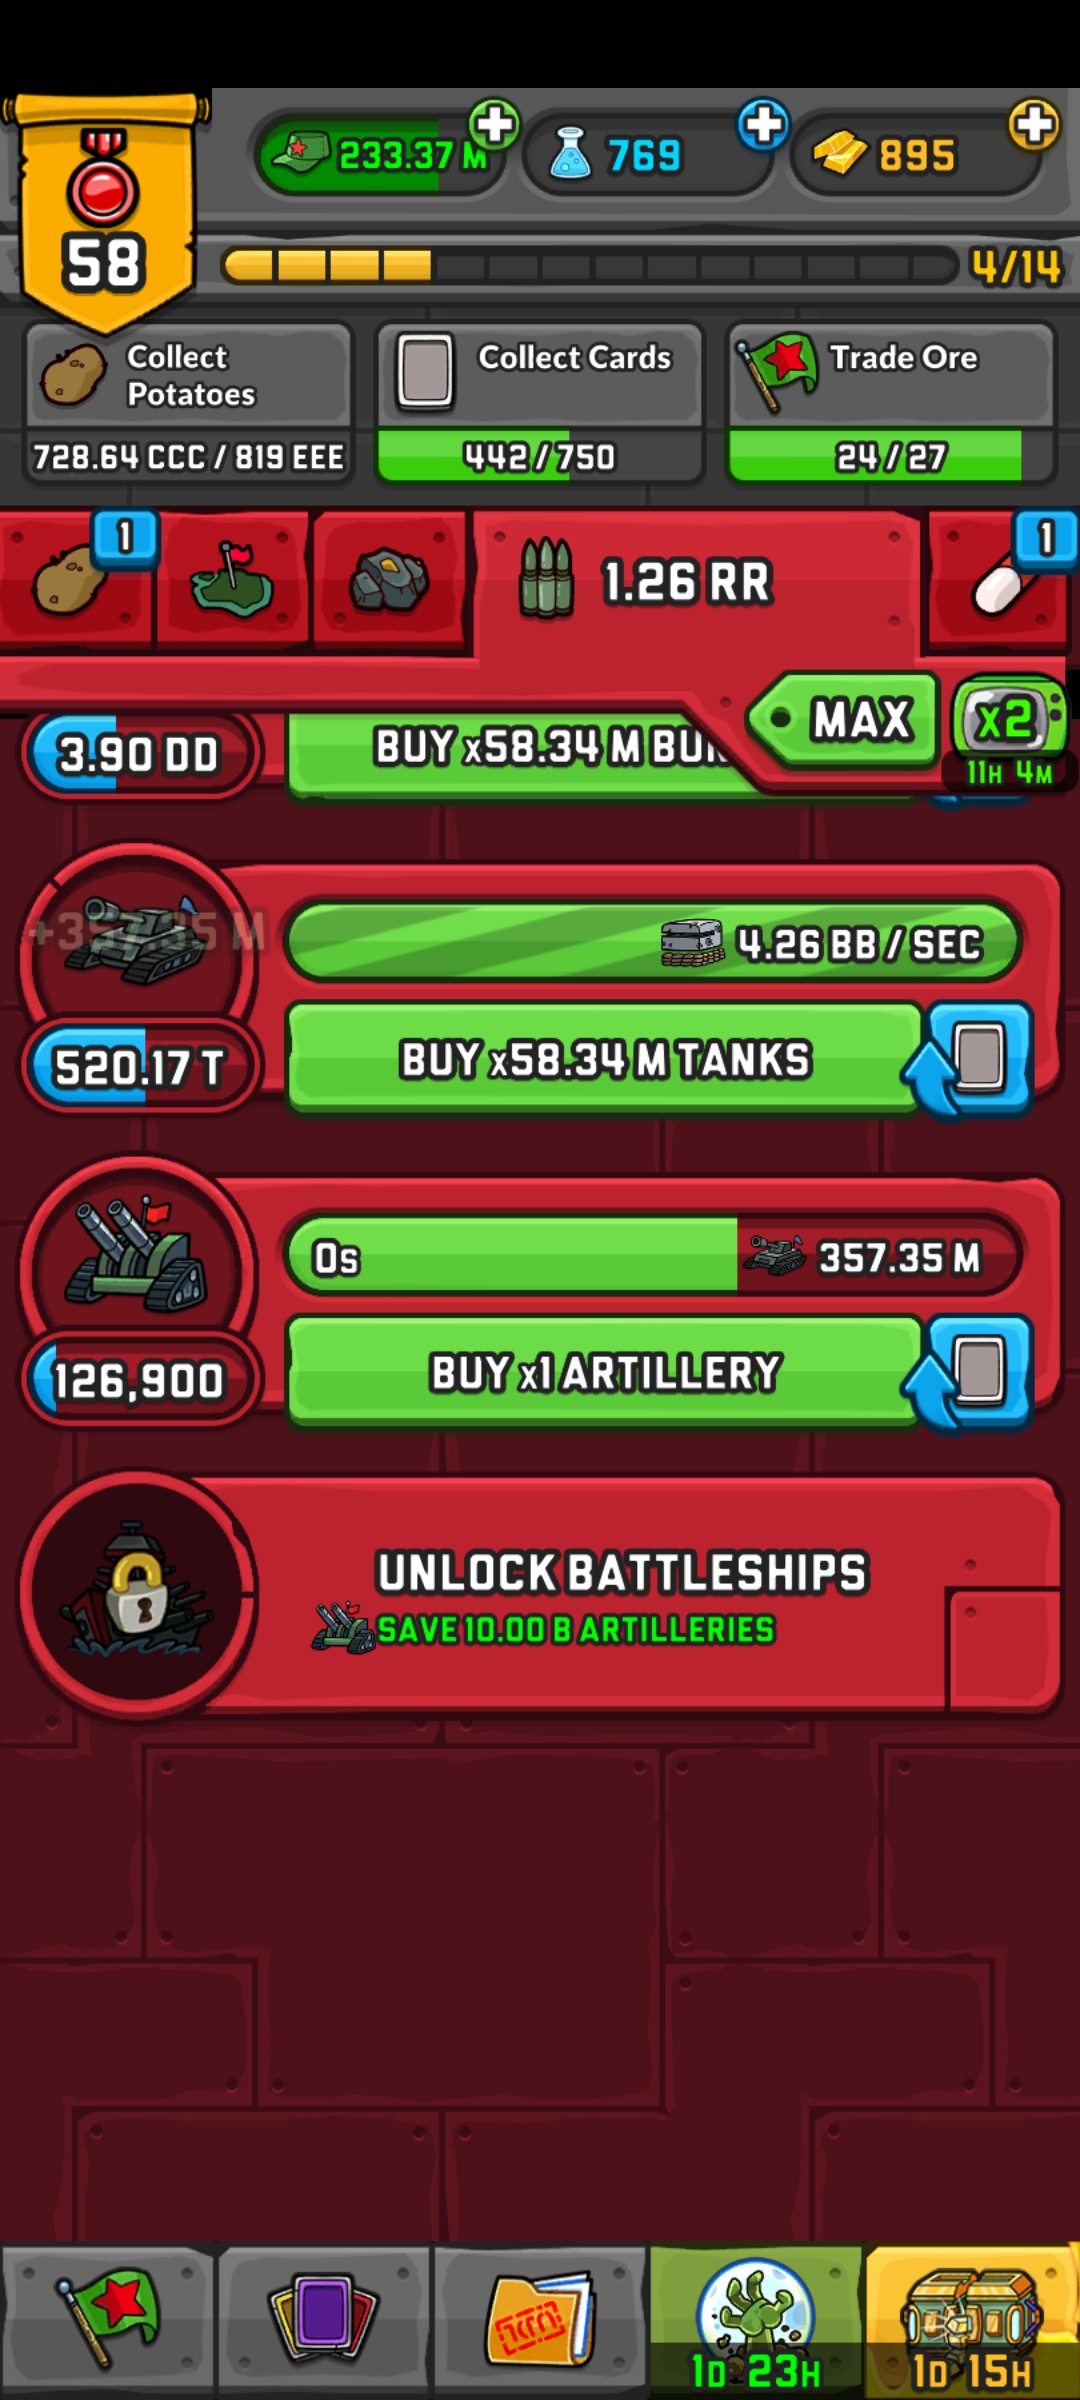 58
233.37 M
769
895
4/14
Collect
Potatoes
728.64 CCC / 819 EEE
Collect Cards
442/750
Trade Ore
24/27
1
1.26 RR
1
MAX
x2
11H 4M
3.90 DD
BUY x58.34 M
+357.35 M
4.26 BB / SEC
520.17 T
BUY x58.34 M TANKS
0s
357.35 M
126,900
BUY x1 ARTILLERY
UNLOCK BATTLESHIPS
SAVE 10.00 B ARTILLERIES
1D 23H
1D 15H